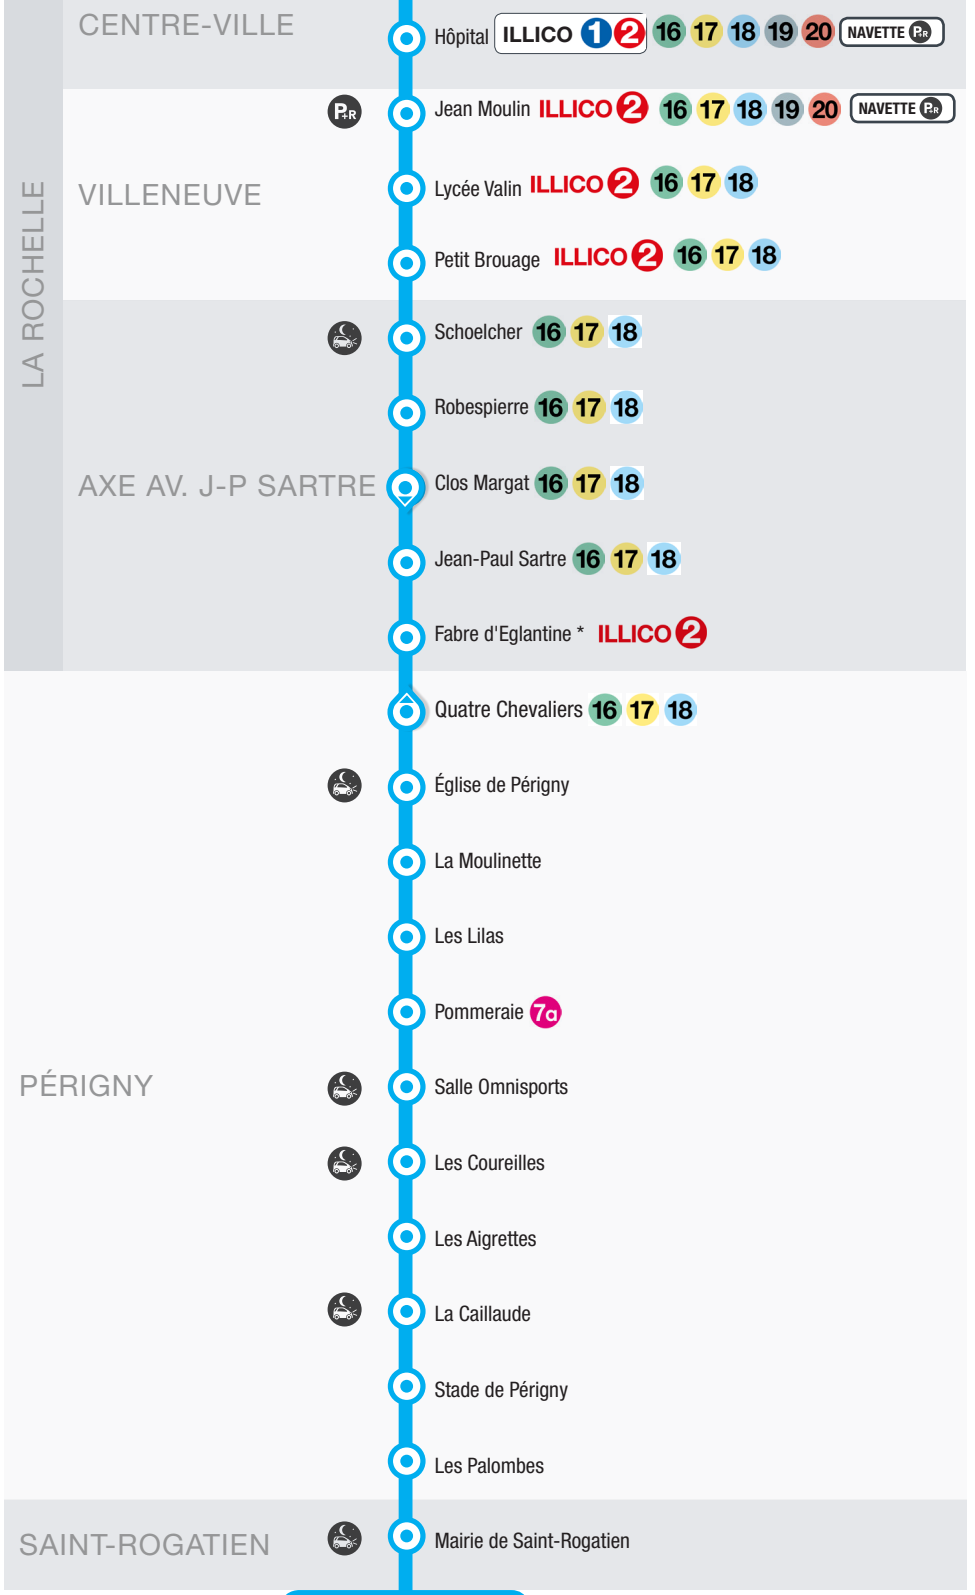 CENTRE-VILLE
Hôpital ILLICO 1 2 16 17 18 19 20 NAVETTE P+R
P+R Jean Moulin ILLICO 2 16 17 18 19 20 NAVETTE P+R
LA ROCHELLE
VILLENEUVE
Lycée Valin ILLICO 2 16 17 18
Petit Brouage ILLICO 2 16 17 18
Schoelcher 16 17 18
Robespierre 16 17 18
AXE AV. J-P SARTRE
Clos Margat 16 17 18
Jean-Paul Sartre 16 17 18
Fabre d'Eglantine * ILLICO 2
Quatre Chevaliers 16 17 18
Église de Périgny
La Moulinette
Les Lilas
Pommeraie 7a
PÉRIGNY
Salle Omnisports
Les Coureilles
Les Aigrettes
La Caillaude
Stade de Périgny
Les Palombes
SAINT-ROGATIEN
Mairie de Saint-Rogatien